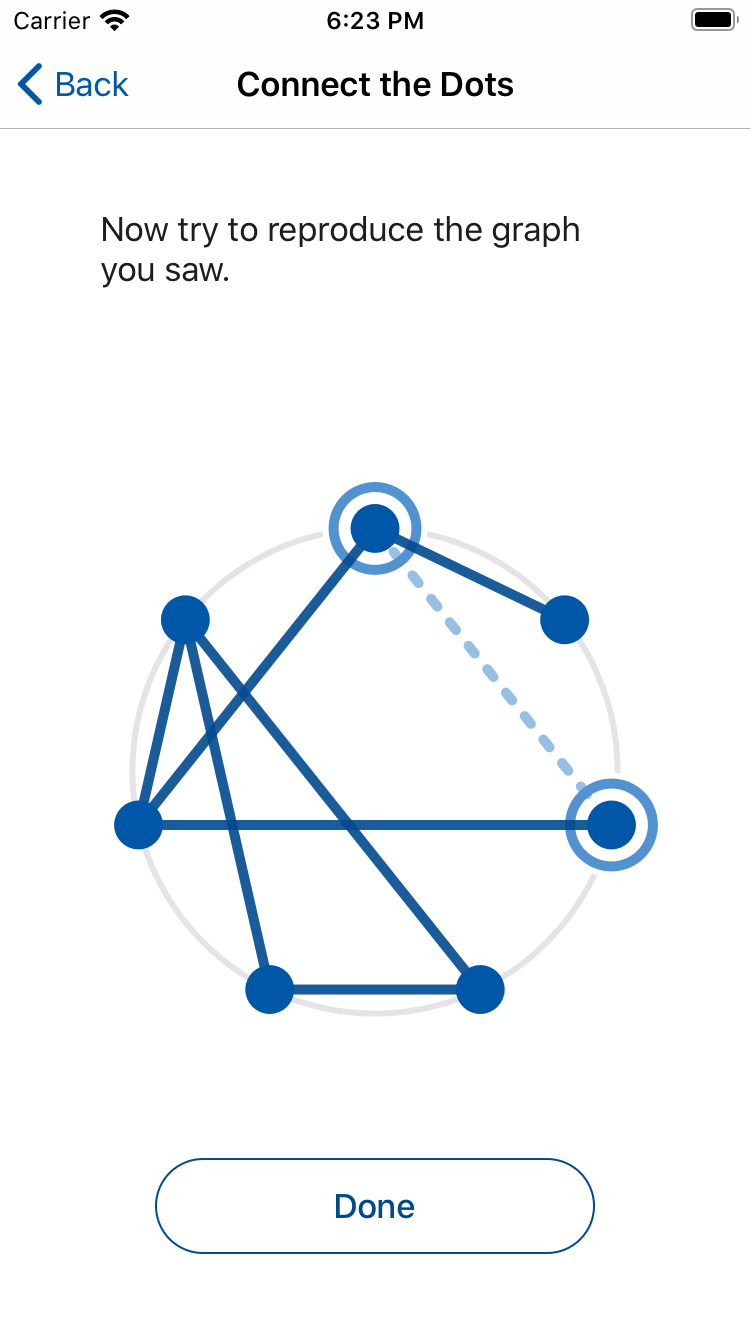 Carrier 6:23 PM
Back Connect the Dots
Now try to reproduce the graph
you saw.
Done